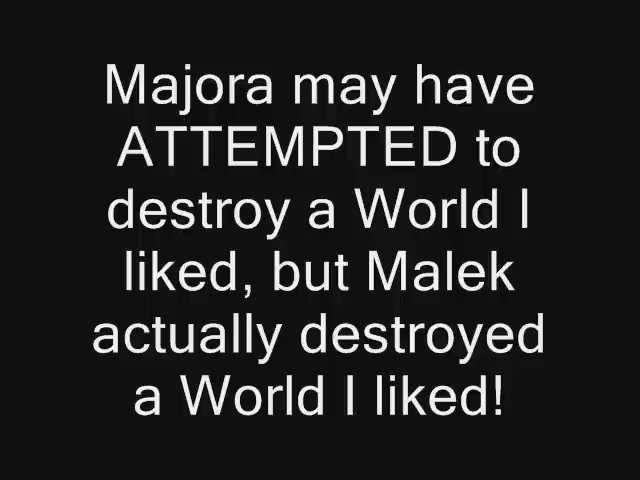 Majora may have
ATTEMPTED to
destroy a World I
liked, but Malek
actually destroyed
a World I liked!